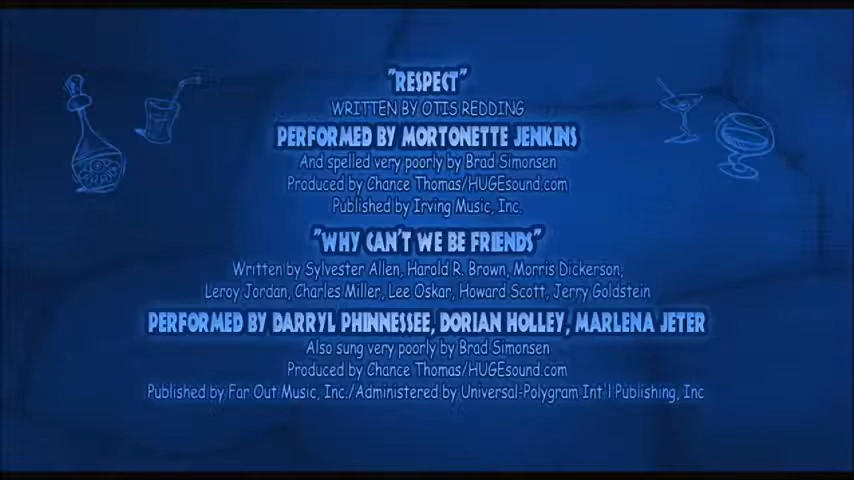 "RESPECT"
WRITTEN BY OTIS REDDING
PERFORMED BY MORTONETTE JENKINS
And spelled very poorly by Brad Simonsen
Produced by Chance Thomas/HUGEsound.com
Published by Irving Music, Inc.
"WHY CAN'T WE BE FRIENDS"
Written by Sylvester Allen, Harold R. Brown, Morris Dickerson,
Leroy Jordan, Charles Miller, Lee Oskar, Howard Scott, Jerry Goldstein
PERFORMED BY DARRYL PHINNESSEE, DORIAN HOLLEY, MARLENA JETER
Also sung very poorly by Brad Simonsen
Produced by Chance Thomas/HUGEsound.com
Published by Far Out Music, Inc./Administered by Universal-Polygram Int'l Publishing, Inc